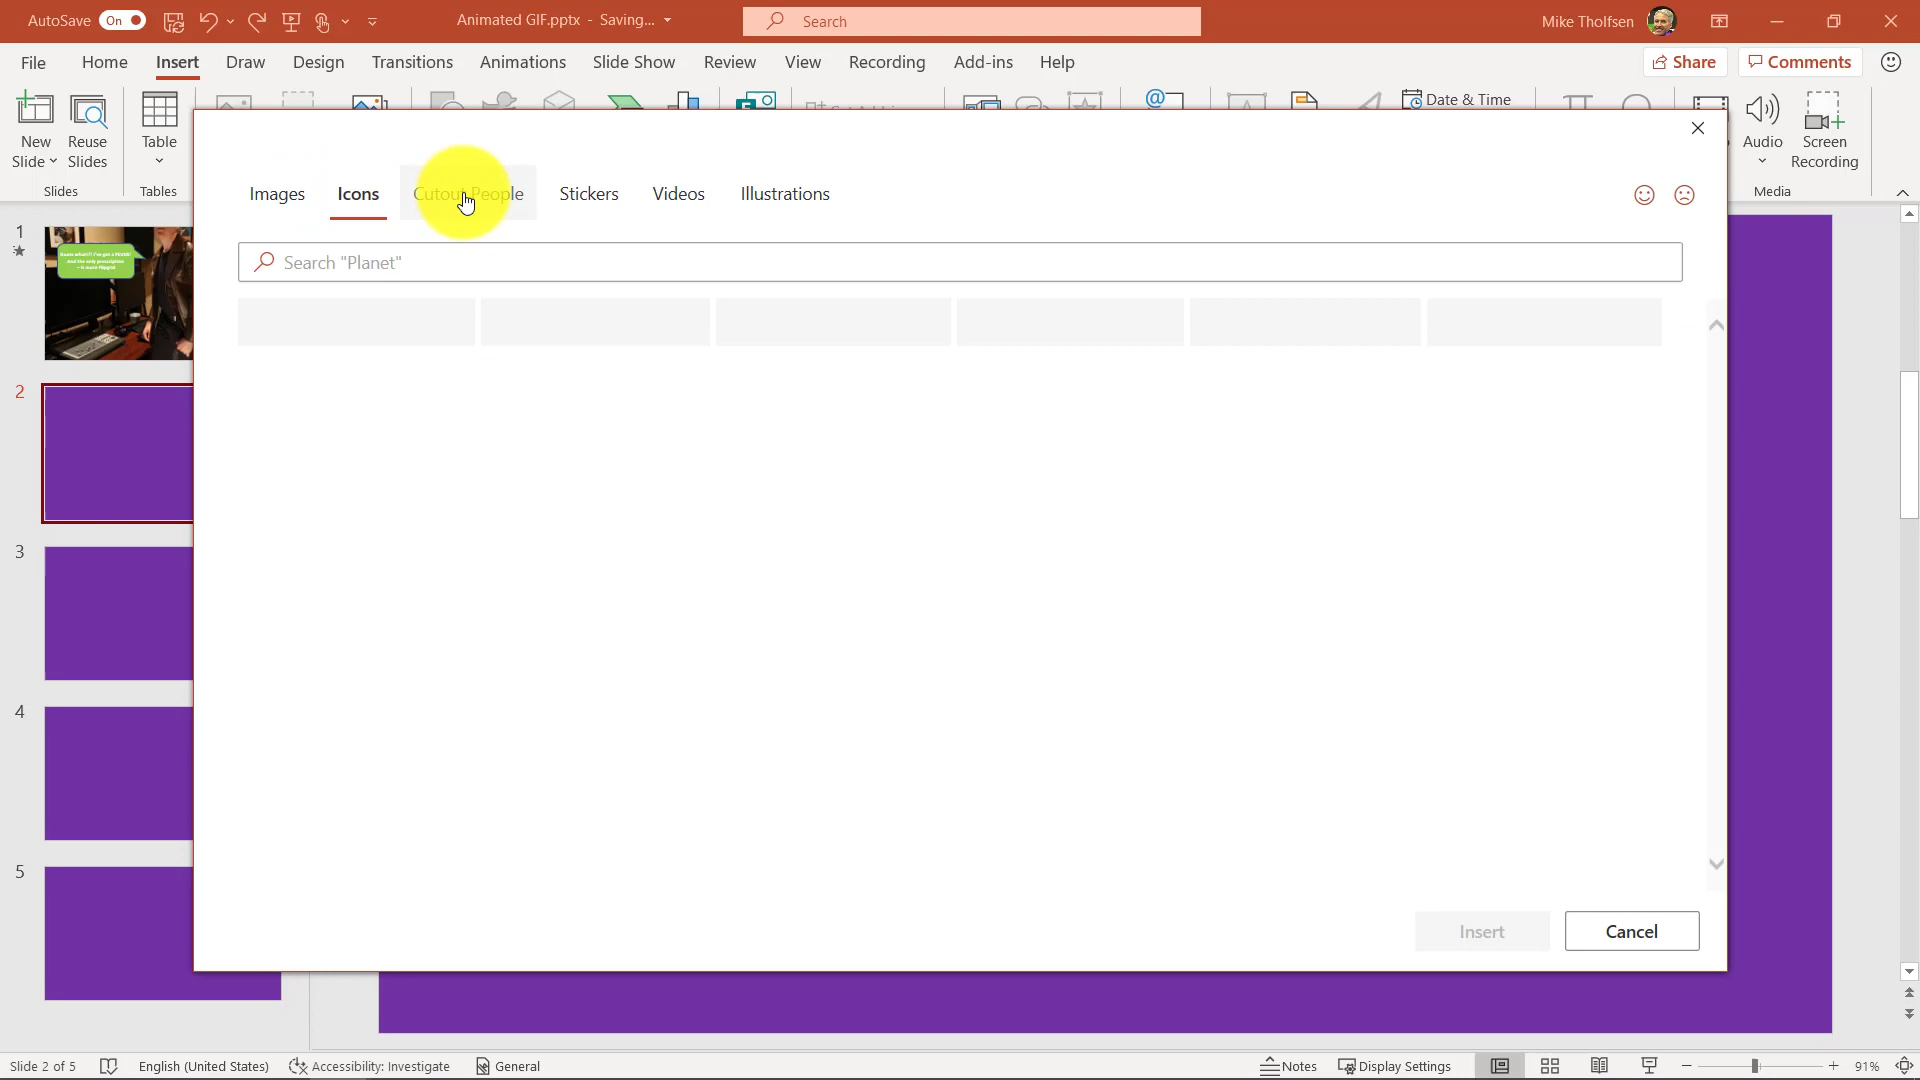 AutoSave On
Animated GIF.pptx - Saving...
Search
Mike Tholfsen
File Home Insert Draw Design Transitions Animations Slide Show Review View Recording Add-ins Help
Share Comments
New Slide
Reuse Slides
Slides
Table
Tables
Date & Time
Audio
Screen Recording
Media
Images Icons Cutout People Stickers Videos Illustrations
Search "Planet"
Insert Cancel
1
2
3
4
5
Slide 2 of 5 English (United States) Accessibility: Investigate General Notes Display Settings 91%